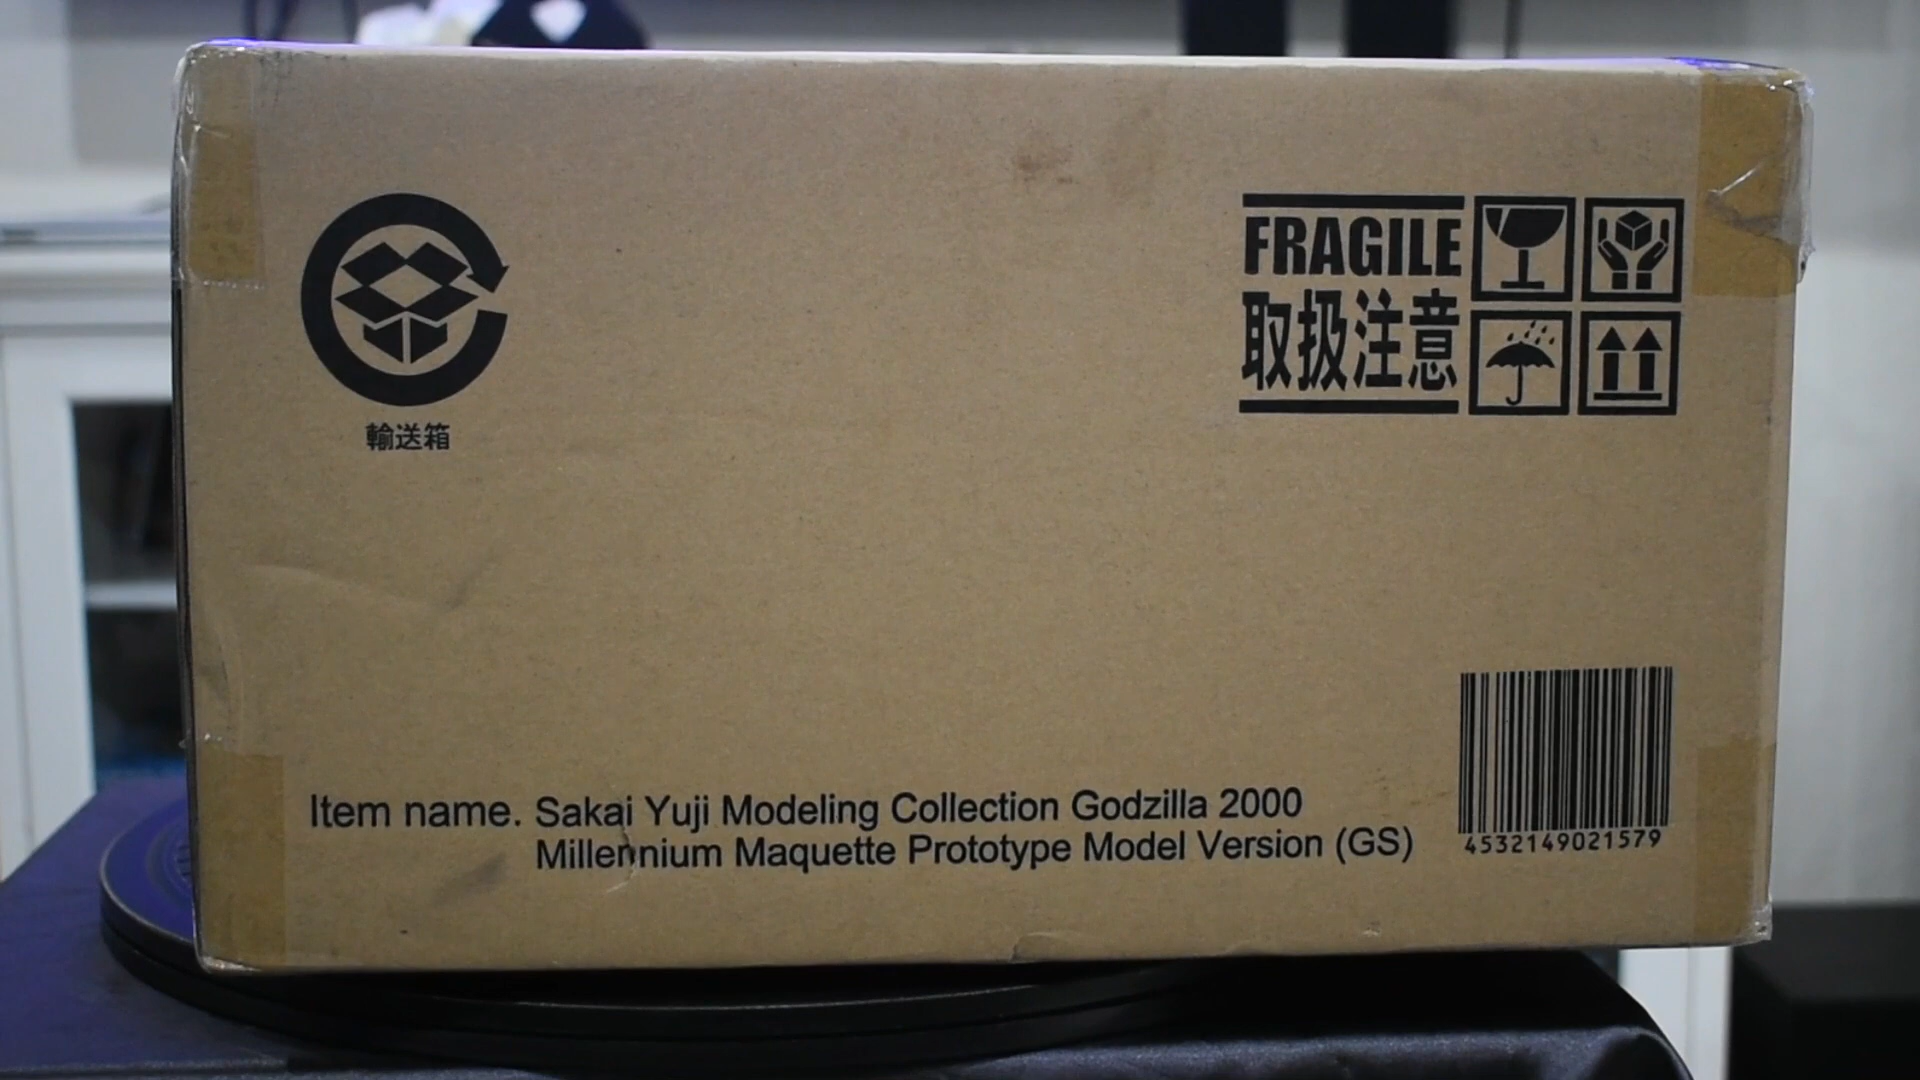 FRAGILE
取扱注意
輸送箱
Item name. Sakai Yuji Modeling Collection Godzilla 2000
Millennium Maquette Prototype Model Version (GS)
4532149021579